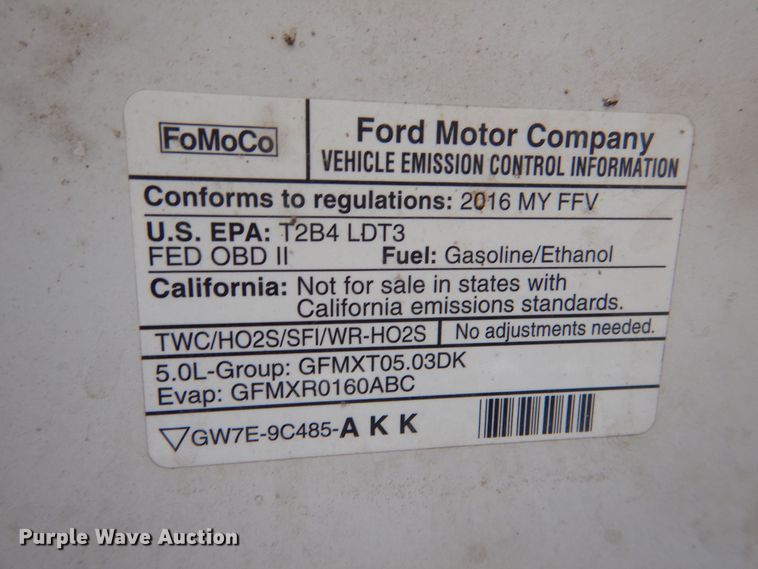 FoMoCo
Ford Motor Company
VEHICLE EMISSION CONTROL INFORMATION
Conforms to regulations: 2016 MY FFV
U.S. EPA: T2B4 LDT3
FED OBD II Fuel: Gasoline/Ethanol
California: Not for sale in states with
California emissions standards.
TWC/HO2S/SFI/WR-HO2S No adjustments needed.
5.0L-Group: GFMXT05.03DK
Evap: GFMXR0160ABC
▽GW7E-9C485-AKK
Purple Wave Auction